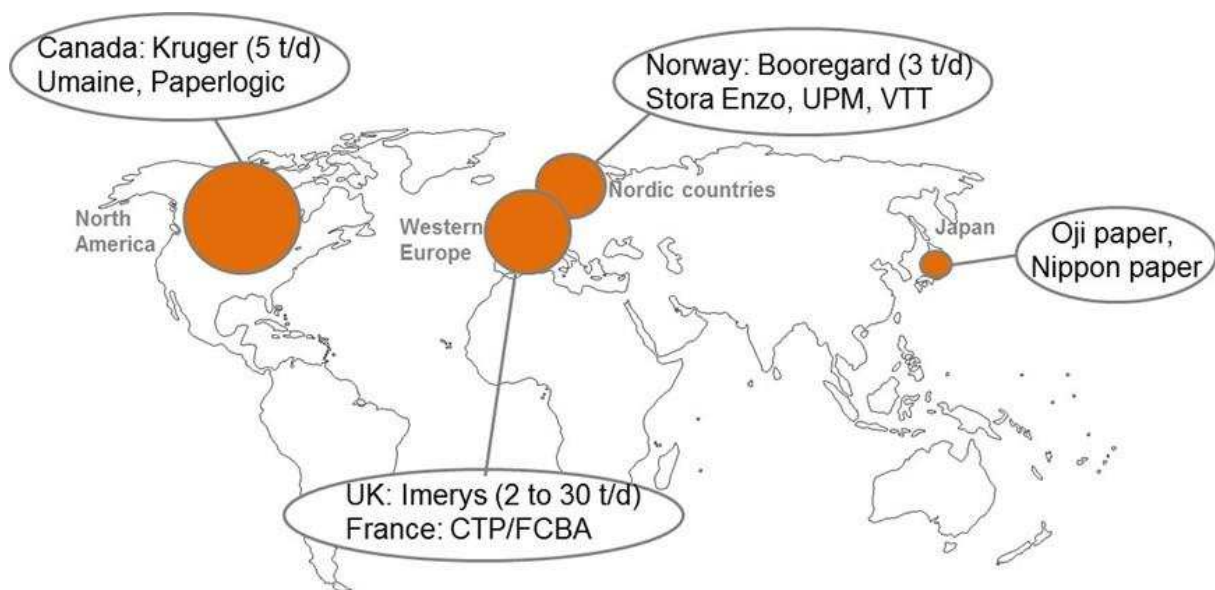 Canada: Kruger (5 t/d)
Umaine, Paperlogic
Norway: Booregard (3 t/d)
Stora Enzo, UPM, VTT
North
America
Western
Europe
Nordic countries
Japan
Oji paper,
Nippon paper
UK: Imerys (2 to 30 t/d)
France: CTP/FCBA